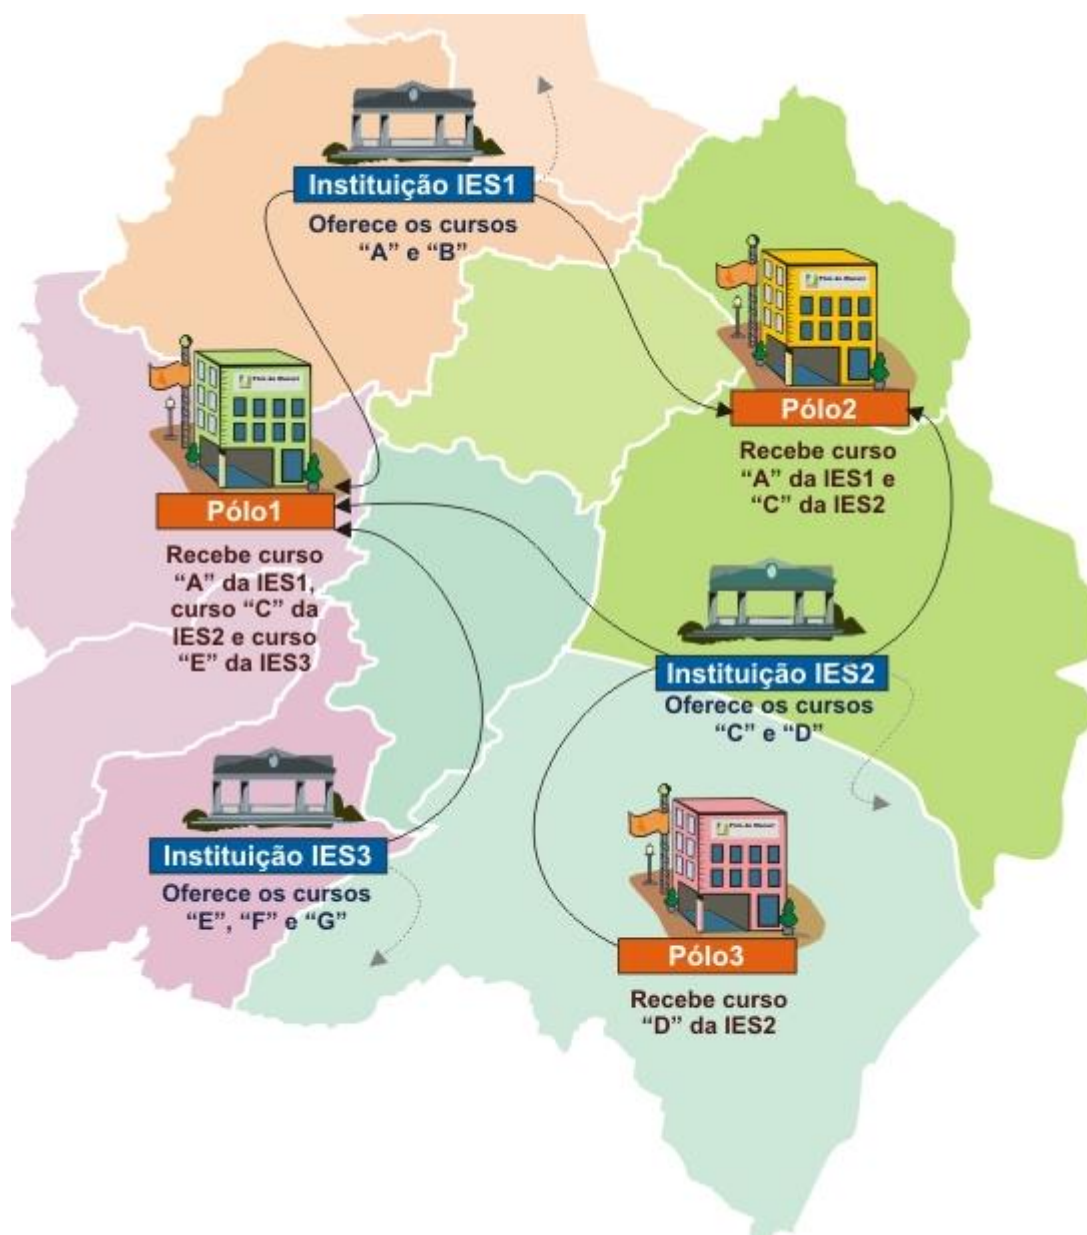 Instituição IES1
Oferece os cursos
“A” e “B”
Pólo2
Recebe curso
“A” da IES1 e
“C” da IES2
Pólo1
Recebe curso
“A” da IES1,
curso “C” da
IES2 e curso
“E” da IES3
Instituição IES2
Oferece os cursos
“C” e “D”
Instituição IES3
Oferece os cursos
“E”, “F” e “G”
Pólo3
Recebe curso
“D” da IES2